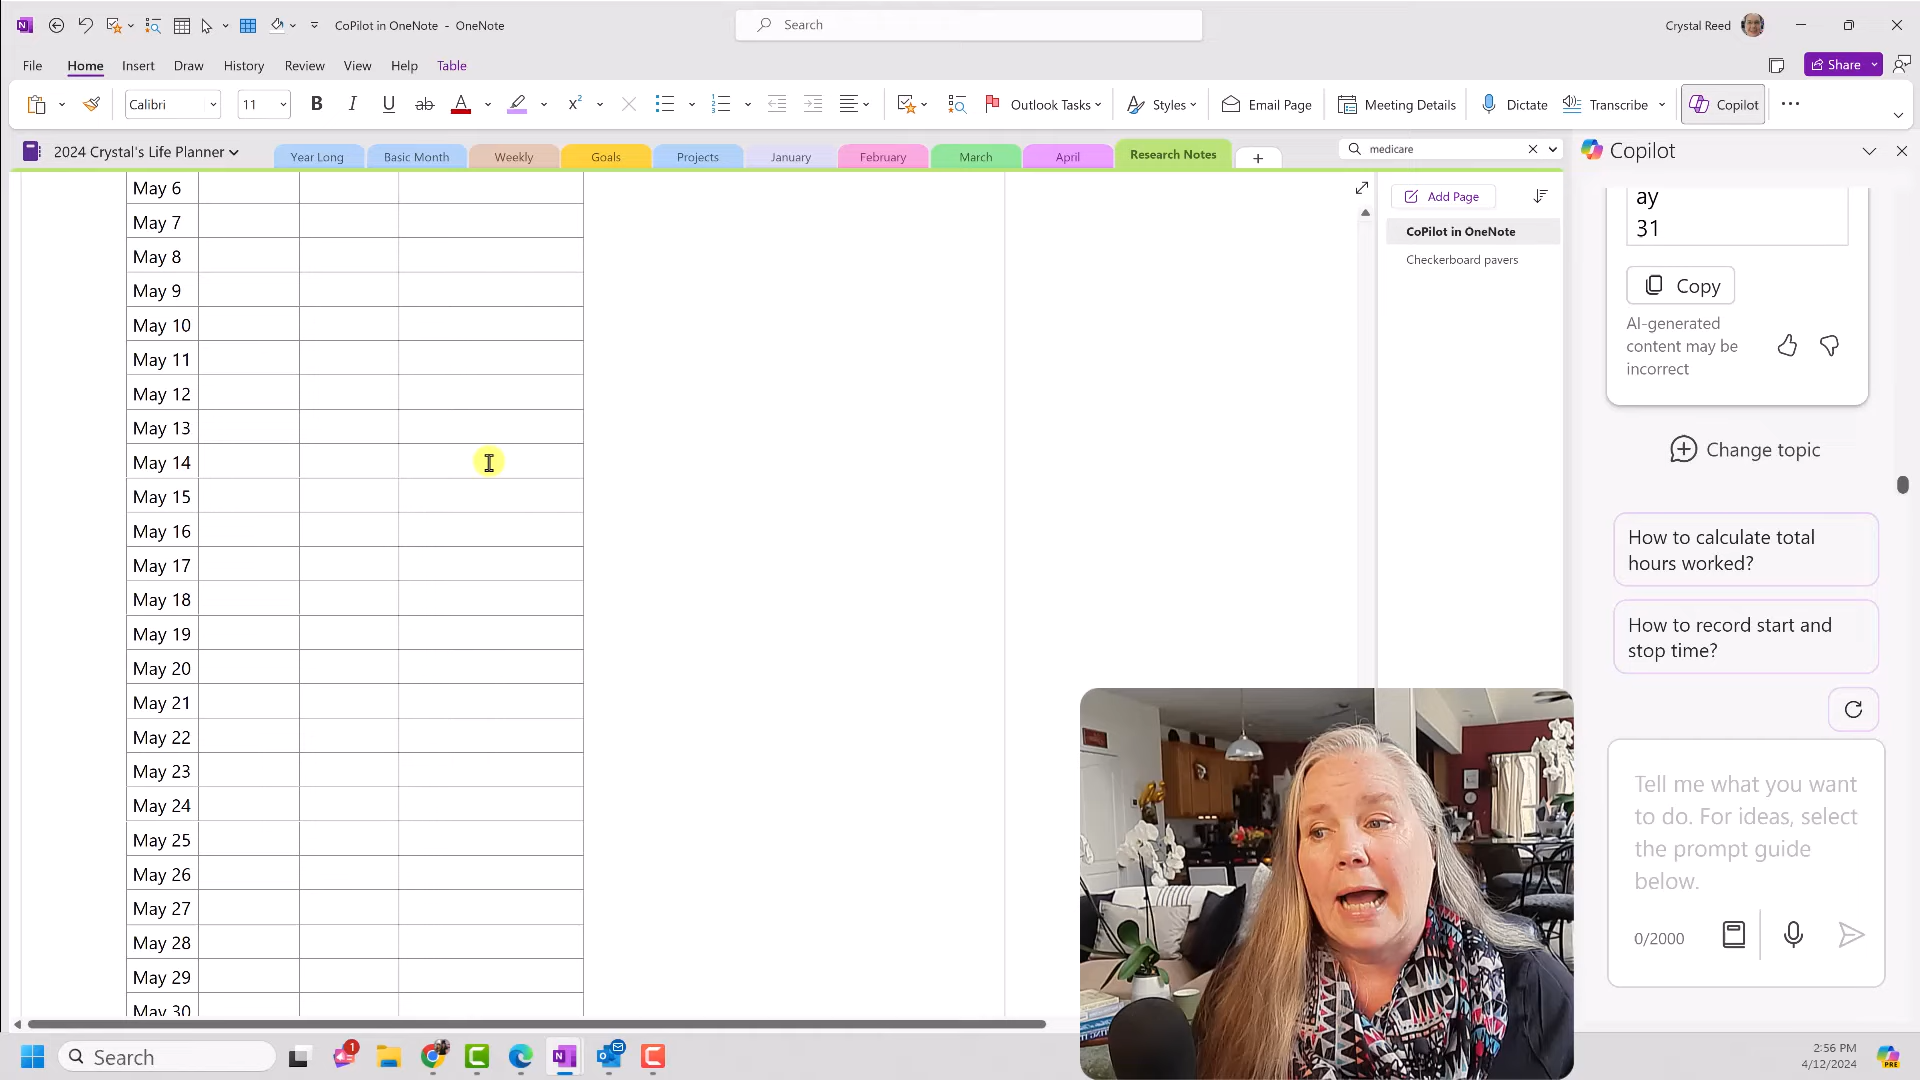 CoPilot in OneNote - OneNote
Search
Crystal Reed
File Home Insert Draw History Review View Help Table
Share
Calibri
11
B I U ab A
Outlook Tasks
Styles
Email Page
Meeting Details
Dictate
Transcribe
Copilot
2024 Crystal's Life Planner
Year Long
Basic Month
Weekly
Goals
Projects
January
February
March
April
Research Notes
medicare
Copilot
Add Page
CoPilot in OneNote
Checkerboard pavers
May 6
May 7
May 8
May 9
May 10
May 11
May 12
May 13
May 14
May 15
May 16
May 17
May 18
May 19
May 20
May 21
May 22
May 23
May 24
May 25
May 26
May 27
May 28
May 29
May 30
ay
31
Copy
AI-generated
content may be
incorrect
Change topic
How to calculate total
hours worked?
How to record start and
stop time?
Tell me what you want
to do. For ideas, select
the prompt guide
below.
0/2000
Search
1
2:56 PM
4/12/2024
PRE